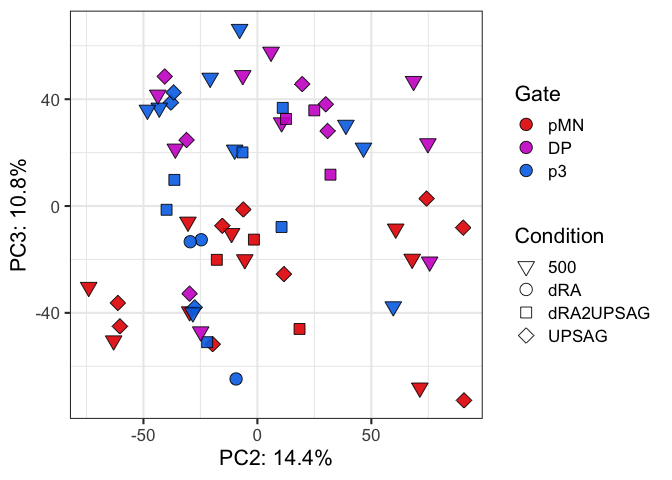 40
0
-40
-50
0
50
PC3: 10.8%
PC2: 14.4%
Gate
pMN
DP
p3
Condition
500
dRA
dRA2UPSAG
UPSAG